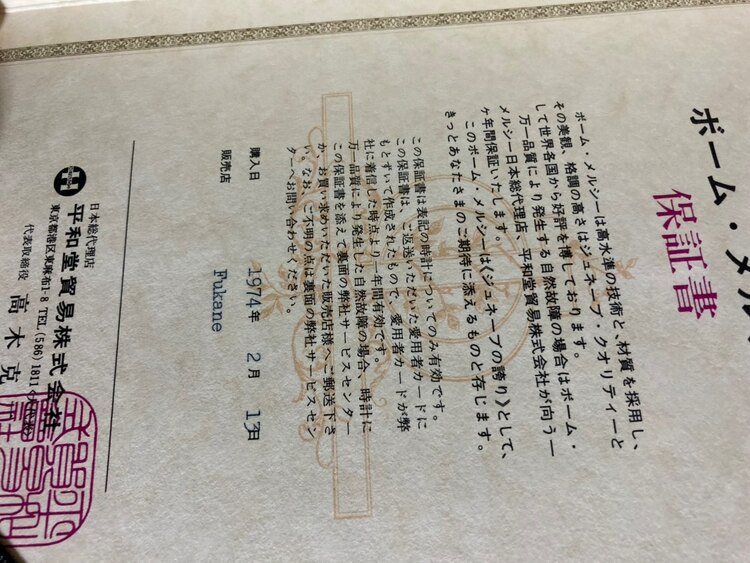 ボーム・メル
保証書
ボーム・メルシーは高水準の技術と、材質を採用し、
その美観、格調の高さはジュネーブ・クオリティーと
して世界各国から好評を博しております。
万一品質により発生する自然故障の場合はボーム・
メルシー日本総代理店、平和堂貿易株式会社が向う一
ヶ年間保証いたします。
このボーム・メルシーは《ジュネーブの誇り》として、
きっとあなたさまのご期待に添えるものと存じます。
この保証書は表記の時計についてのみ有効です。
この保証書は、ご返送いただいた愛用者カードに
もとずいて作成されたもので、愛用者カードが弊
社に着信した時点より一年間有効です。
万一品質により発生した自然故障の場合、時計に
この保証書を添えて裏面の弊社サービスセンター
か、お買い求めいただいた販売店様へご郵送下さ
い。なお、ご不明の点は裏面の弊社サービスセン
ターへお問い合わせください。
購入日 1974年 2月 13日
販売店 Fukane
日本総代理店
平和堂貿易株式会社
東京都港区東麻布1.8 TEL(586)1811
代表取締役 高木克